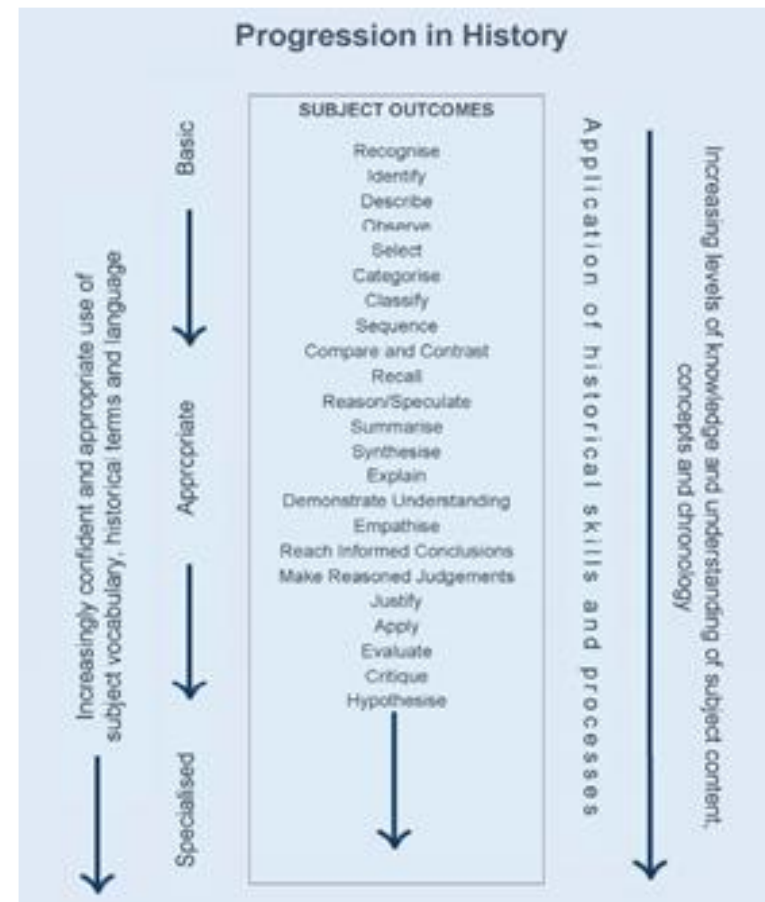 Progression in History
Increasingly confident and appropriate use of
subject vocabulary, historical terms and language
Basic
Appropriate
Specialised
SUBJECT OUTCOMES
Recognise
Identify
Describe
Observe
Select
Categorise
Classify
Sequence
Compare and Contrast
Recall
Reason/Speculate
Summarise
Synthesise
Explain
Demonstrate Understanding
Empathise
Reach Informed Conclusions
Make Reasoned Judgements
Justify
Apply
Evaluate
Critique
Hypothesise
Application of historical skills and processes
Increasing levels of knowledge and understanding of subject content,
concepts and chronology